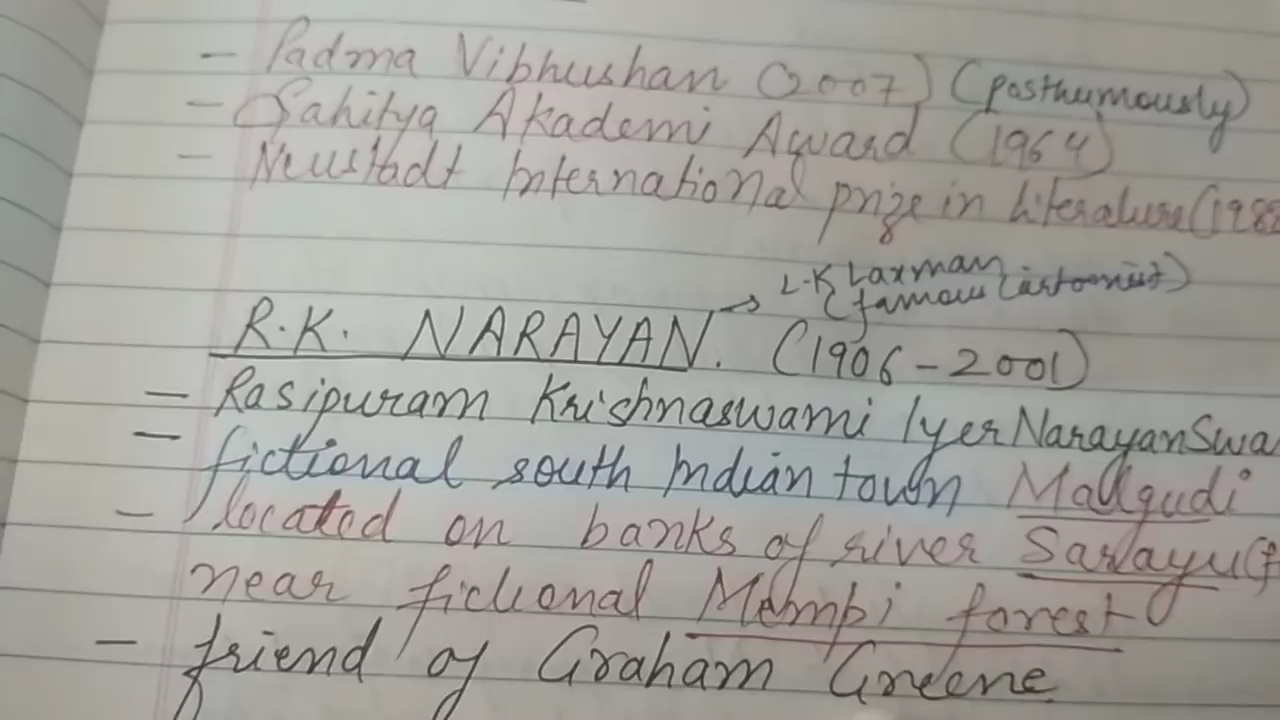 - Padma Vibhushan (2007) (posthumously)
- Sahitya Akademi Award (1964)
- Neustadt International prize in literature (198
→ L.K Laxman
(famous cartoonist)
R.K. NARAYAN. (1906-2001)
- Rasipuram Krishnaswami Iyer NarayanSwa
- fictional south Indian town Malgudi
- located on banks of river Sarayu (f
near fictional Mempi forest
- friend of Graham Greene